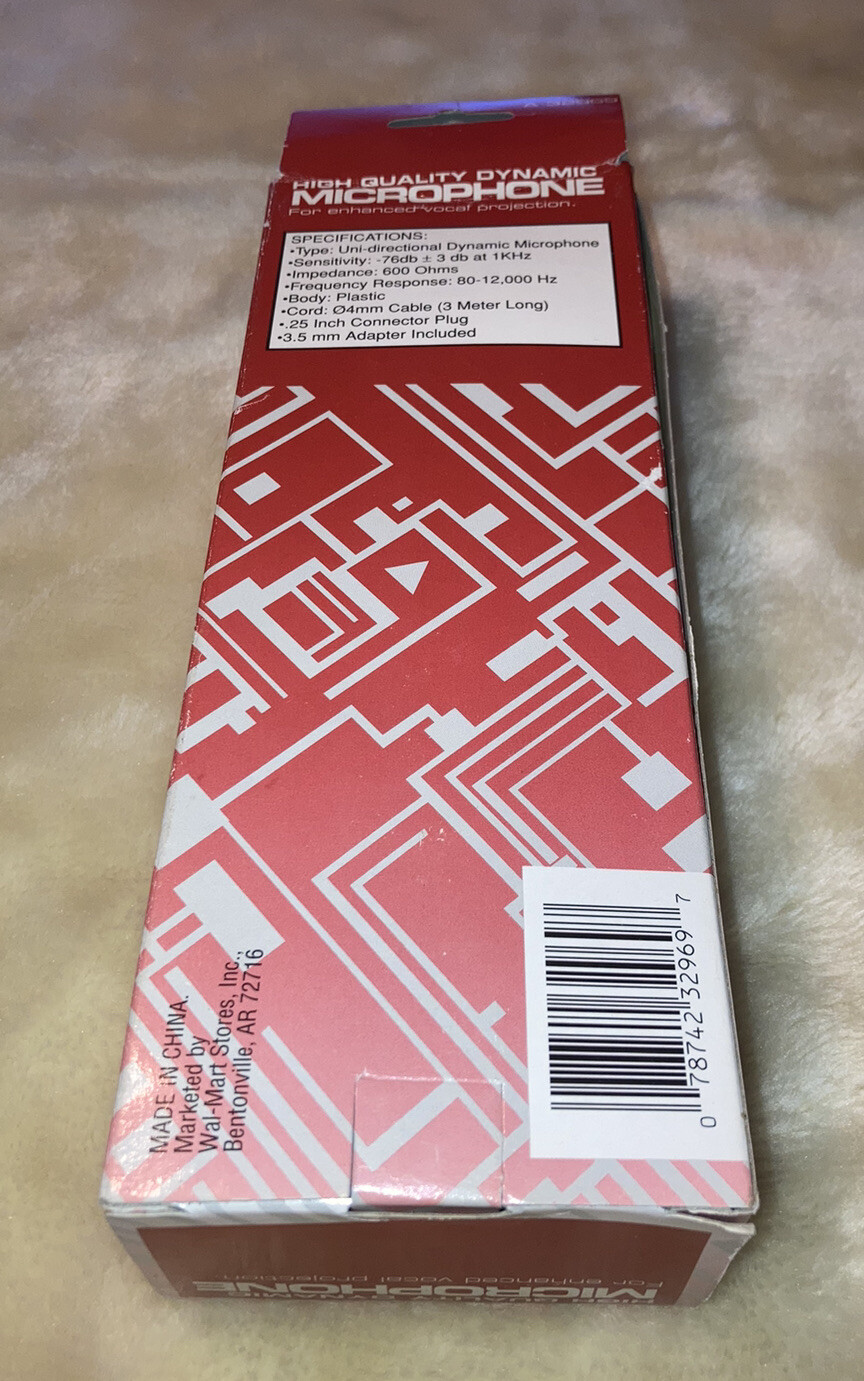 HIGH QUALITY DYNAMIC
MICROPHONE
For enhanced vocal projection.
SPECIFICATIONS:
•Type: Uni-directional Dynamic Microphone
•Sensitivity: -76db ± 3 db at 1KHz
•Impedance: 600 Ohms
•Frequency Response: 80-12,000 Hz
•Body: Plastic
•Cord: Ø4mm Cable (3 Meter Long)
•.25 Inch Connector Plug
•3.5 mm Adapter Included
MADE IN CHINA.
Marketed by
Wal-Mart Stores, Inc.,
Bentonville, AR 72716
0 78742 32969 7
For enhanced vocal projection
MICROPHONE
HIGH QUALITY DYNAMIC